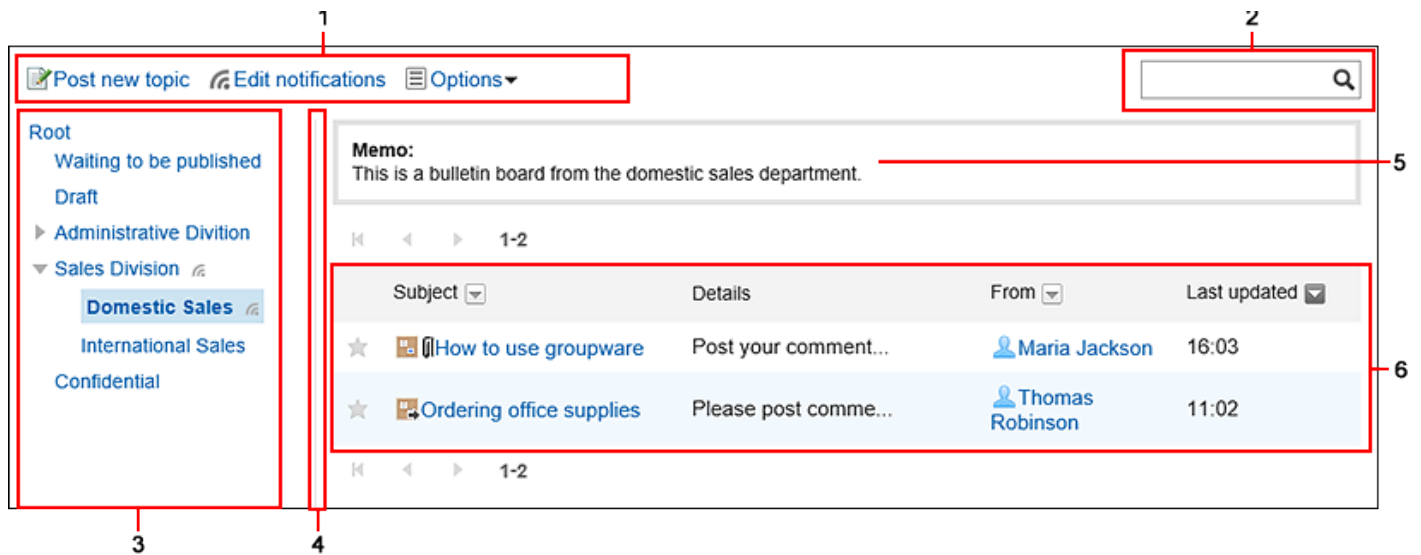 1
2
Post new topic Edit notifications Options
Root
Waiting to be published
Draft
Administrative Divition
Sales Division
Domestic Sales
International Sales
Confidential
3
4
Memo:
This is a bulletin board from the domestic sales department.
5
1-2
Subject Details From Last updated
How to use groupware Post your comment... Maria Jackson 16:03
Ordering office supplies Please post comme... Thomas Robinson 11:02
6
1-2